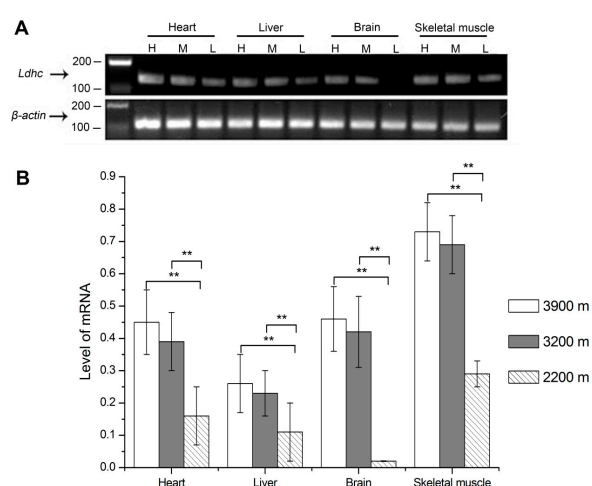 A
Heart Liver Brain Skeletal muscle
H M L H M L H M L H M L
200
Ldhc
100
200
β-actin
100
B
0.9
0.8
0.7
0.6
0.5
0.4
0.3
0.2
0.1
0.0
Level of mRNA
** ** ** ** ** ** ** **
3900 m
3200 m
2200 m
Heart Liver Brain Skeletal muscle